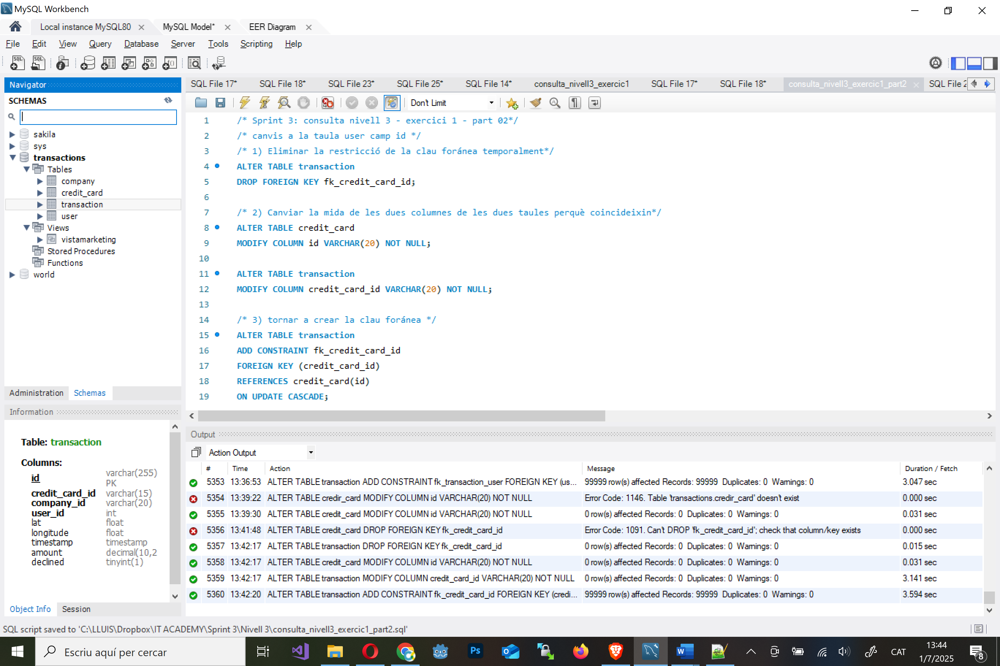 MySQL Workbench
Local instance MySQL80
MySQL Model*
EER Diagram
File Edit View Query Database Server Tools Scripting Help
Navigator
SCHEMAS
sakila
sys
transactions
Tables
company
credit_card
transaction
user
Views
vistamarketing
Stored Procedures
Functions
world
Administration Schemas
Information
Table: transaction
Columns:
id varchar(255) PK
credit_card_id varchar(15)
company_id varchar(20)
user_id int
lat float
longitude float
timestamp timestamp
amount decimal(10,2
declined tinyint(1)
Object Info Session
SQL File 17* SQL File 18* SQL File 23* SQL File 25* SQL File 14* consulta_nivell3_exercic1 SQL File 17* SQL File 18* consulta_nivell3_exercic1_part2 SQL File 2
Don't Limit
1 /* Sprint 3: consulta nivell 3 - exercici 1 - part 02*/
2 /* canvis a la taula user camp id */
3 /* 1) Eliminar la restricció de la clau foránea temporalment*/
4 ALTER TABLE transaction
5 DROP FOREIGN KEY fk_credit_card_id;
6
7 /* 2) Canviar la mida de les dues columnes de les dues taules perquè coincideixin*/
8 ALTER TABLE credit_card
9 MODIFY COLUMN id VARCHAR(20) NOT NULL;
10
11 ALTER TABLE transaction
12 MODIFY COLUMN credit_card_id VARCHAR(20) NOT NULL;
13
14 /* 3) tornar a crear la clau foránea */
15 ALTER TABLE transaction
16 ADD CONSTRAINT fk_credit_card_id
17 FOREIGN KEY (credit_card_id)
18 REFERENCES credit_card(id)
19 ON UPDATE CASCADE;
Output
Action Output
# Time Action Message Duration / Fetch
5353 13:36:53 ALTER TABLE transaction ADD CONSTRAINT fk_transaction_user FOREIGN KEY (us... 99999 row(s) affected Records: 99999 Duplicates: 0 Warnings: 0 3.047 sec
5354 13:39:22 ALTER TABLE credir_card MODIFY COLUMN id VARCHAR(20) NOT NULL Error Code: 1146. Table 'transactions.credir_card' doesn't exist 0.000 sec
5355 13:39:30 ALTER TABLE credit_card MODIFY COLUMN id VARCHAR(20) NOT NULL 0 row(s) affected Records: 0 Duplicates: 0 Warnings: 0 0.031 sec
5356 13:41:48 ALTER TABLE credit_card DROP FOREIGN KEY fk_credit_card_id Error Code: 1091. Can't DROP 'fk_credit_card_id'; check that column/key exists 0.000 sec
5357 13:42:17 ALTER TABLE transaction DROP FOREIGN KEY fk_credit_card_id 0 row(s) affected Records: 0 Duplicates: 0 Warnings: 0 0.015 sec
5358 13:42:17 ALTER TABLE credit_card MODIFY COLUMN id VARCHAR(20) NOT NULL 0 row(s) affected Records: 0 Duplicates: 0 Warnings: 0 0.031 sec
5359 13:42:17 ALTER TABLE transaction MODIFY COLUMN credit_card_id VARCHAR(20) NOT NULL 0 row(s) affected Records: 0 Duplicates: 0 Warnings: 0 3.141 sec
5360 13:42:20 ALTER TABLE transaction ADD CONSTRAINT fk_credit_card_id FOREIGN KEY (credi... 99999 row(s) affected Records: 99999 Duplicates: 0 Warnings: 0 3.594 sec
SQL script saved to 'C:\LLUIS\Dropbox\IT ACADEMY\Sprint 3\Nivell 3\consulta_nivell3_exercic1_part2.sql'
Escriu aquí per cercar
CAT
13:44
1/7/2025
8